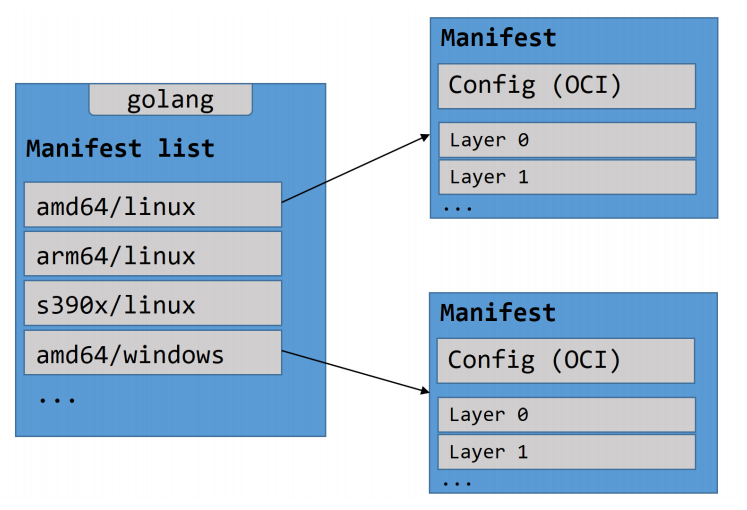 golang
Manifest list
amd64/linux
arm64/linux
s390x/linux
amd64/windows
...
Manifest
Config (OCI)
Layer 0
Layer 1
...
Manifest
Config (OCI)
Layer 0
Layer 1
...